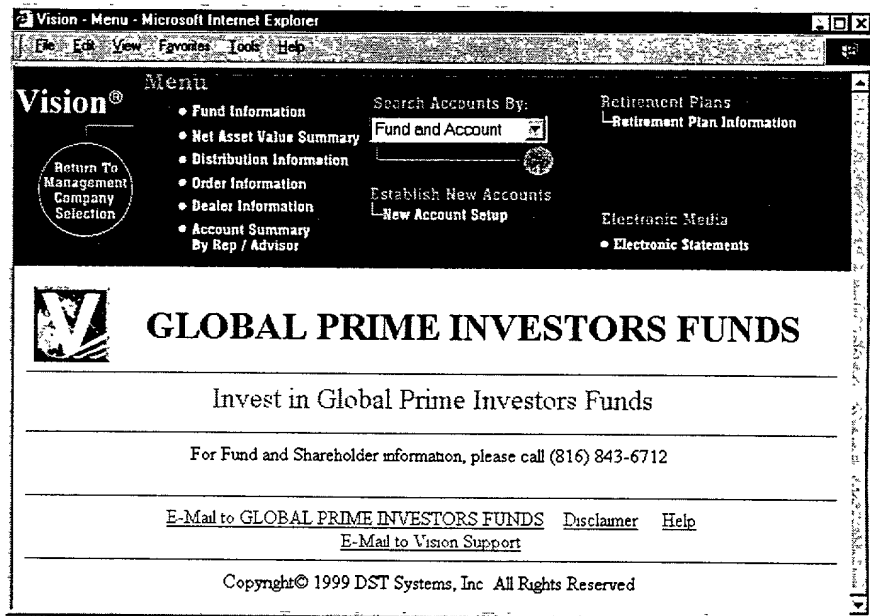 Vision - Menu - Microsoft Internet Explorer
File Edit View Favorites Tools Help
Vision®
Return To
Management
Company
Selection
Menu
• Fund Information
• Net Asset Value Summary
• Distribution Information
• Order Information
• Dealer Information
• Account Summary
By Rep / Advisor
Search Accounts By:
Fund and Account
Establish New Accounts
New Account Setup
Retirement Plans
Retirement Plan Information
Electronic Media
• Electronic Statements
GLOBAL PRIME INVESTORS FUNDS
Invest in Global Prime Investors Funds
For Fund and Shareholder information, please call (816) 843-6712
E-Mail to GLOBAL PRIME INVESTORS FUNDS Disclaimer Help
E-Mail to Vision Support
Copyright© 1999 DST Systems, Inc All Rights Reserved